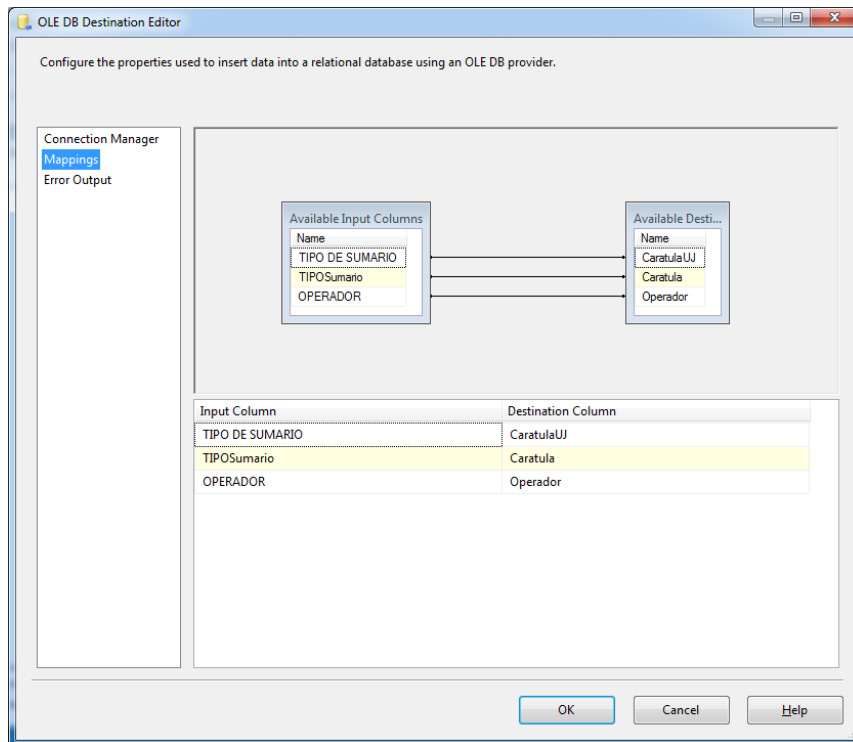 OLE DB Destination Editor
Configure the properties used to insert data into a relational database using an OLE DB provider.
Connection Manager
Mappings
Error Output
Available Input Columns
Name
TIPO DE SUMARIO
TIPOSumario
OPERADOR
Available Desti...
Name
CaratulaUJ
Caratula
Operador
Input Column Destination Column
TIPO DE SUMARIO CaratulaUJ
TIPOSumario Caratula
OPERADOR Operador
OK Cancel Help